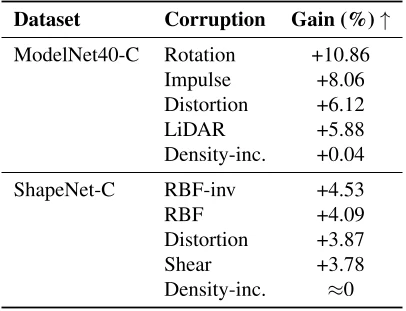 Dataset Corruption Gain (%) ↑
ModelNet40-C Rotation +10.86
Impulse +8.06
Distortion +6.12
LiDAR +5.88
Density-inc. +0.04
ShapeNet-C RBF-inv +4.53
RBF +4.09
Distortion +3.87
Shear +3.78
Density-inc. ≈0